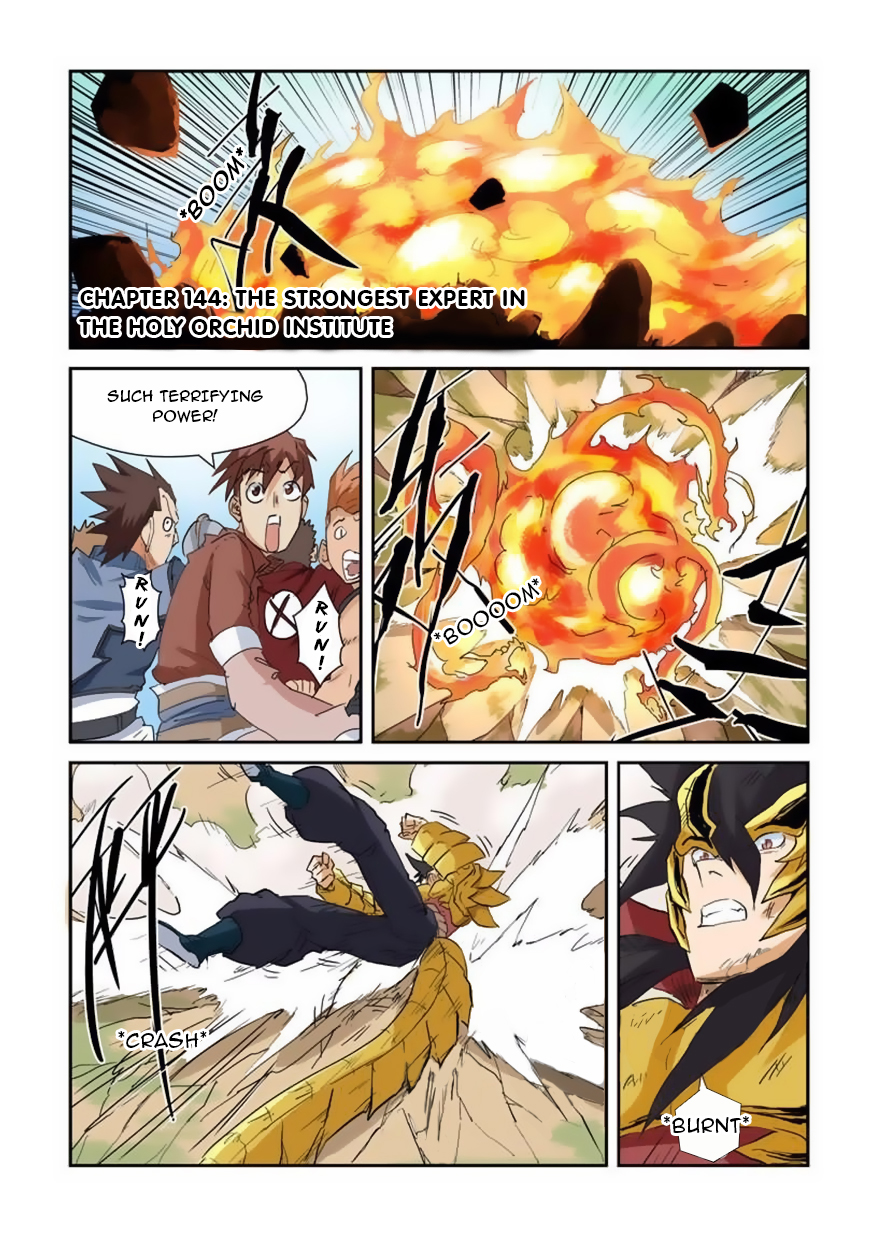 *BOOM*
CHAPTER 144: THE STRONGEST EXPERT IN
THE HOLY ORCHID INSTITUTE
SUCH TERRIFYING
POWER!
RUN!
RUN!
*BOOOOM*
*CRASH*
*BURNT*